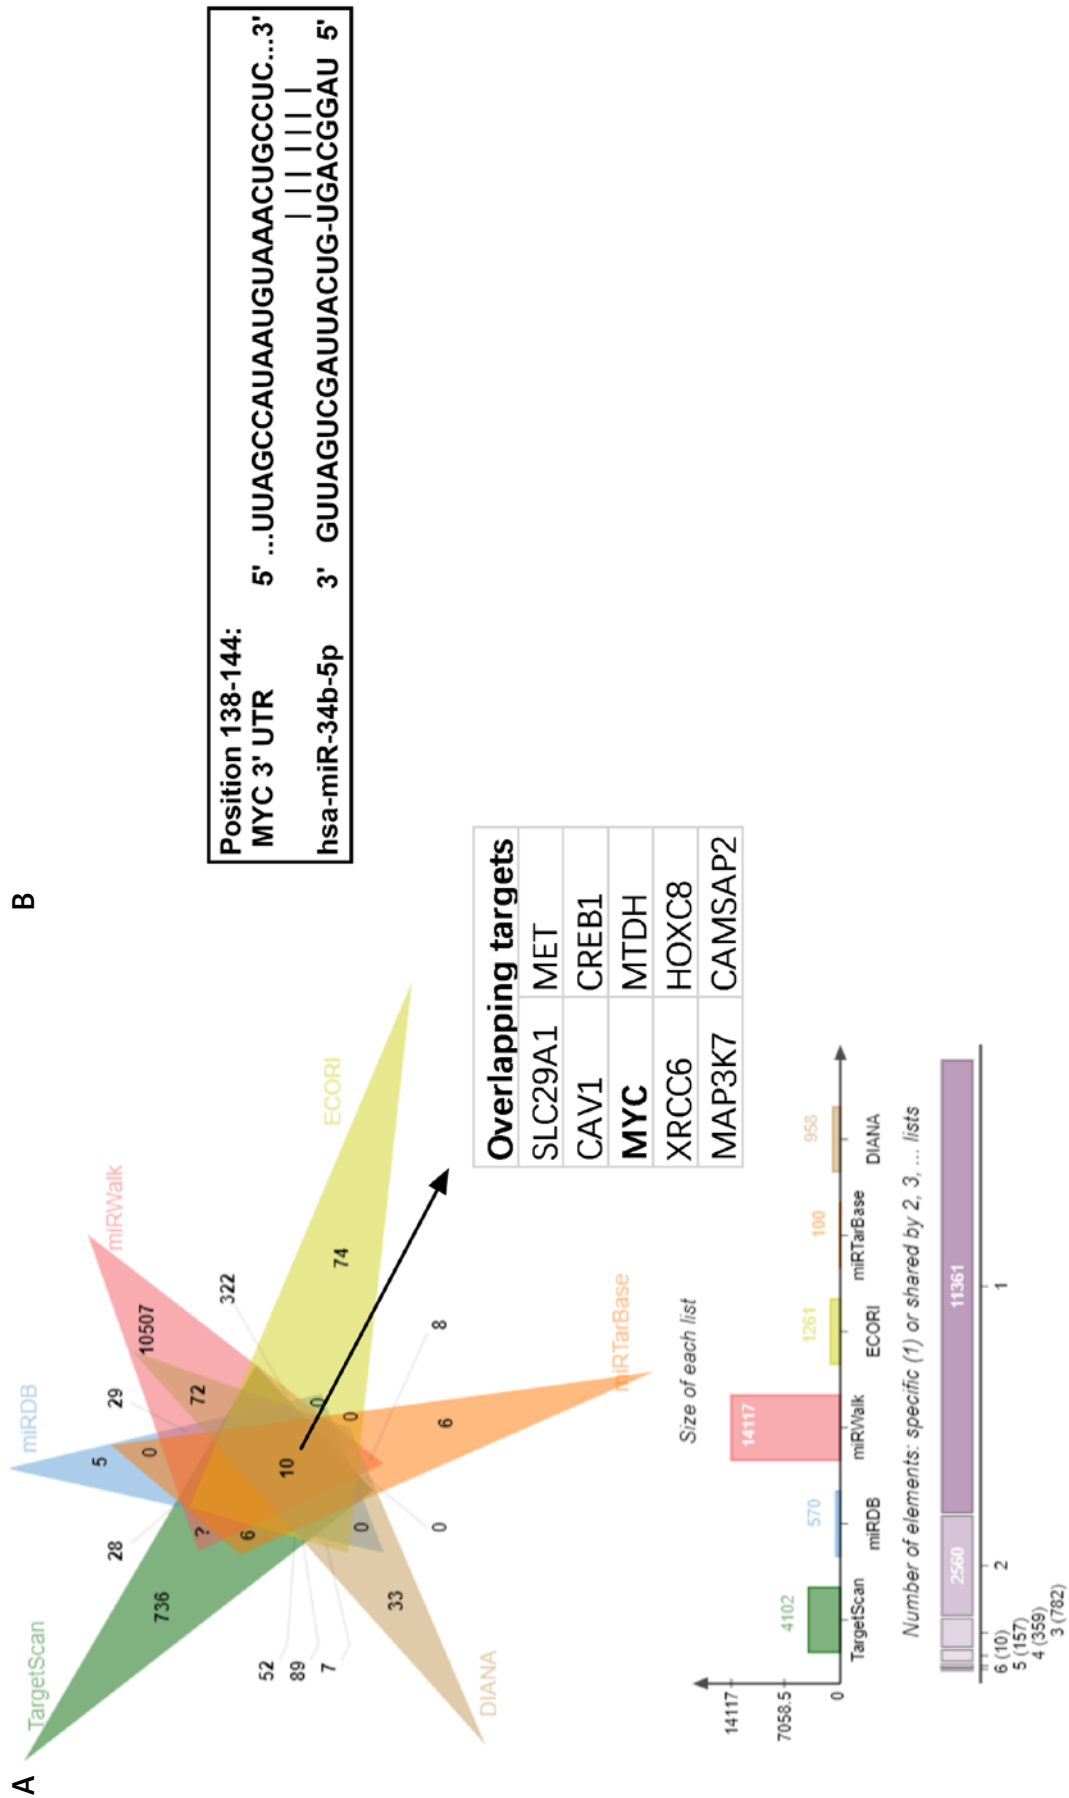 A
TargetScan
miRDB
miRWalk
ECORI
miRTarBase
DIANA
736
28
5
29
0
10507
72
322
74
?
6
10
0
0
8
6
0
0
33
52
89
7
Overlapping targets
SLC29A1 MET
CAV1 CREB1
MYC MTDH
XRCC6 HOXC8
MAP3K7 CAMSAP2
Size of each list
14117
7058.5
0
4102
570
14117
1261
100
958
TargetScan
miRDB
miRWalk
ECORI
miRTarBase
DIANA
Number of elements: specific (1) or shared by 2, 3, ... lists
2560
11361
6 (10)
5 (157)
4 (359)
3 (782)
2
1
B
Position 138-144:
MYC 3' UTR 5' ...UUAGCCAUAAUGUAAACUGCCUC...3'
hsa-miR-34b-5p 3' GUUAGUCGAUUACUG-UGACGGAU 5'